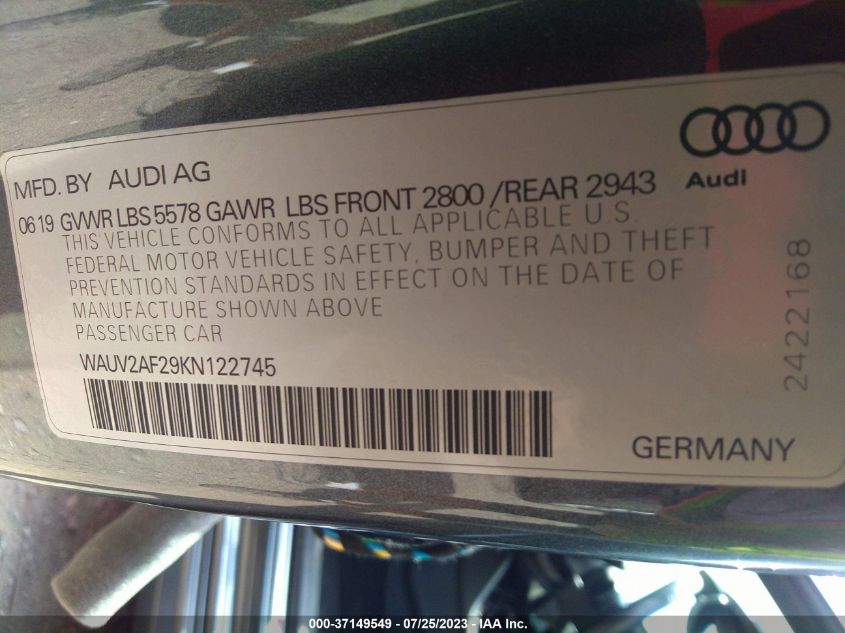 MFD. BY AUDI AG
Audi
06 19 GVWR LBS 5578 GAWR LBS FRONT 2800 /REAR 2943
THIS VEHICLE CONFORMS TO ALL APPLICABLE U.S.
FEDERAL MOTOR VEHICLE SAFETY, BUMPER AND THEFT
PREVENTION STANDARDS IN EFFECT ON THE DATE OF
MANUFACTURE SHOWN ABOVE
PASSENGER CAR
WAUV2AF29KN122745
2422168
GERMANY
000-37149549 / 07/25/2023 - IAA Inc.